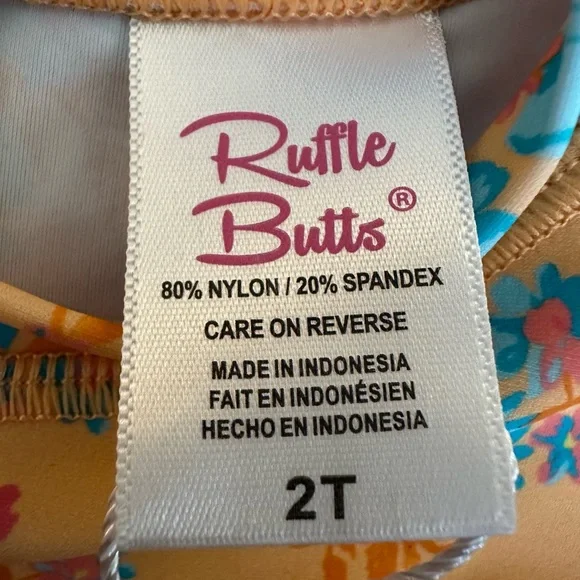 Ruffle
Butts®
80% NYLON / 20% SPANDEX
CARE ON REVERSE
MADE IN INDONESIA
FAIT EN INDONÉSIEN
HECHO EN INDONESIA
2T